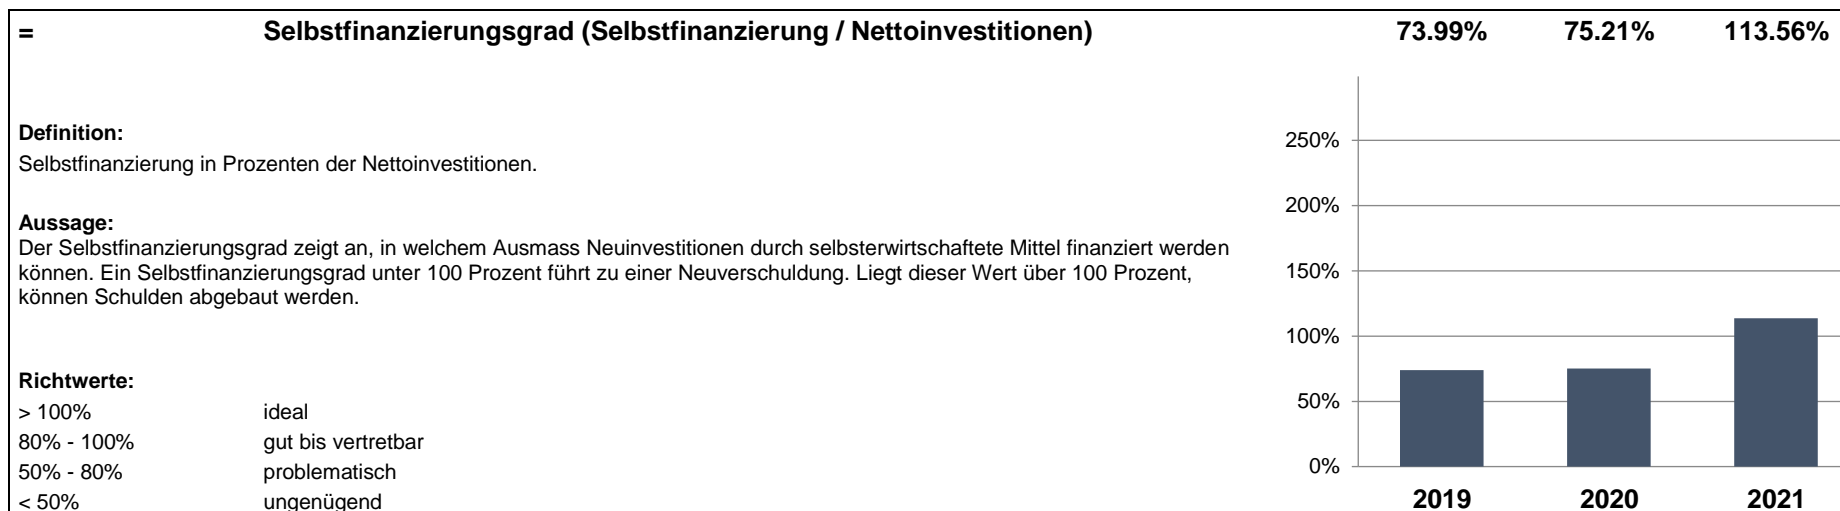 = Selbstfinanzierungsgrad (Selbstfinanzierung / Nettoinvestitionen) 73.99% 75.21% 113.56%
Definition:
Selbstfinanzierung in Prozenten der Nettoinvestitionen.
Aussage:
Der Selbstfinanzierungsgrad zeigt an, in welchem Ausmass Neuinvestitionen durch selbsterwirtschaftete Mittel finanziert werden
können. Ein Selbstfinanzierungsgrad unter 100 Prozent führt zu einer Neuverschuldung. Liegt dieser Wert über 100 Prozent,
können Schulden abgebaut werden.
Richtwerte:
> 100% ideal
80% - 100% gut bis vertretbar
50% - 80% problematisch
< 50% ungenügend
250%
200%
150%
100%
50%
0%
2019 2020 2021